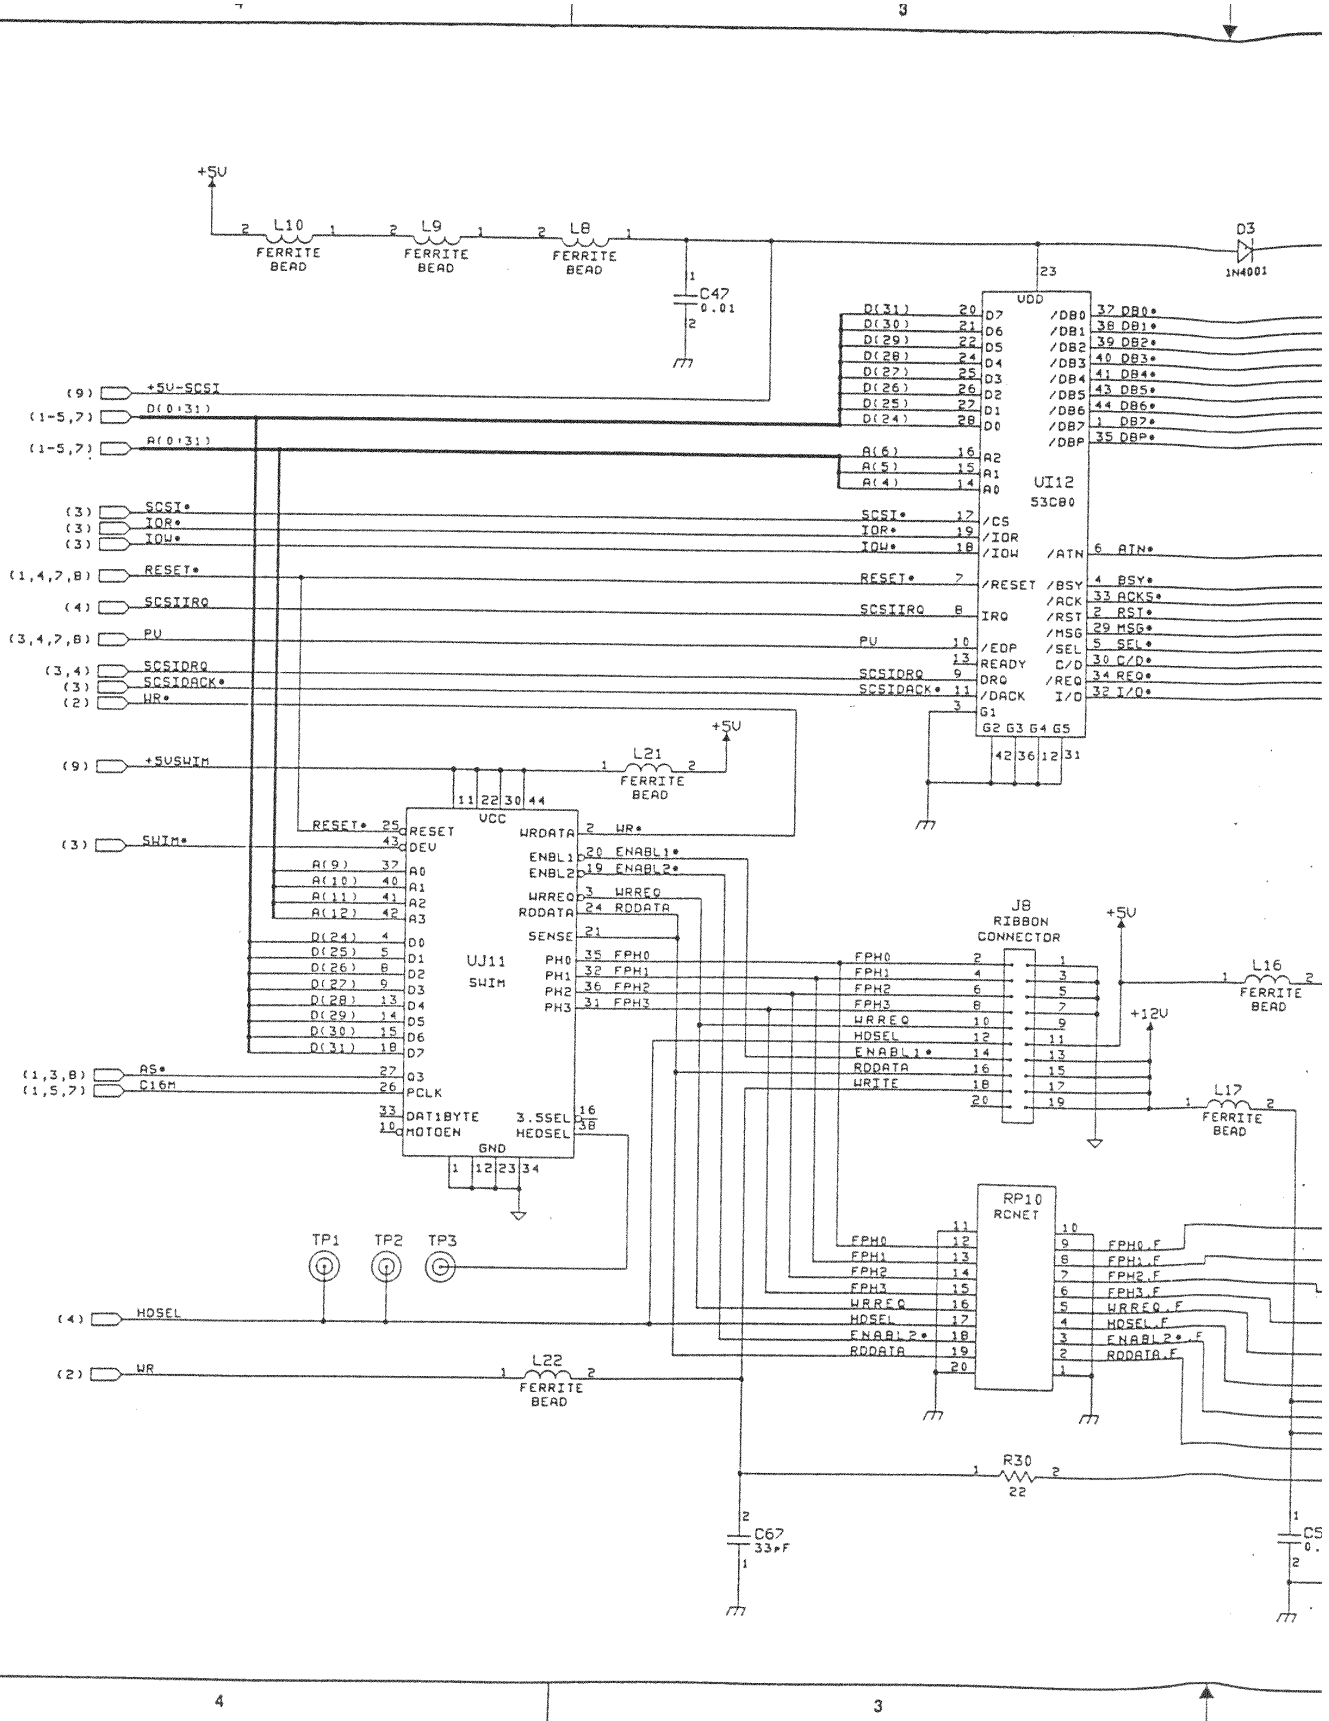 3
+5V
2 L10 1 2 L9 1 2 L8 1
FERRITE BEAD
FERRITE BEAD
FERRITE BEAD
1
C47
0.01
2
D3
1N4001
23
VDD
D(31) 20 D7 /DB0 37 DB0*
D(30) 21 D6 /DB1 38 DB1*
D(29) 22 D5 /DB2 39 DB2*
D(28) 24 D4 /DB3 40 DB3*
D(27) 25 D3 /DB4 41 DB4*
D(26) 26 D2 /DB5 43 DB5*
D(25) 27 D1 /DB6 44 DB6*
D(24) 28 D0 /DB7 1 DB7*
/DBP 35 DBP*
(9) +5V-SCSI
(1-5,7) D(0:31)
(1-5,7) A(0:31)
A(6) 16 A2
A(5) 15 A1
A(4) 14 A0
UI12
53C80
(3) SCSI* SCSI* 17 /CS
(3) IOR* IOR* 19 /IOR
(3) IOW* IOW* 18 /IOW /ATN 6 ATN*
(1,4,7,8) RESET* RESET* 7 /RESET /BSY 4 BSY*
/ACK 33 ACKS*
(4) SCSIIRQ SCSIIRQ 8 IRQ /RST 2 RST*
/MSG 29 MSG*
(3,4,7,8) PU PU 10 /EOP /SEL 5 SEL*
13 READY C/D 30 C/D*
(3,4) SCSIDRQ SCSIDRQ 9 DRQ /REQ 34 REQ*
(3) SCSIDACK* SCSIDACK* 11 /DACK I/O 32 I/O*
(2) WR*
3 G1
G2 G3 G4 G5
42 36 12 31
(9) +5VSWIM
1 L21 2 +5V
FERRITE BEAD
11 22 30 44
VCC
RESET* 25 RESET WRDATA 2 WR*
(3) SWIM* 43 DEV
ENBL1 20 ENABL1*
A(9) 37 A0 ENBL2 19 ENABL2*
A(10) 40 A1
A(11) 41 A2 WRREQ 3 WRREQ
A(12) 42 A3 RDDATA 24 RDDATA
SENSE 21
D(24) 4 D0
D(25) 5 D1 PH0 35 FPH0
D(26) 8 D2 PH1 32 FPH1
D(27) 9 D3 PH2 36 FPH2
D(28) 13 D4 PH3 31 FPH3
D(29) 14 D5
D(30) 15 D6
D(31) 18 D7
UJ11
SWIM
(1,3,8) AS* 27 Q3
(1,5,7) C16M 26 PCLK
33 DAT1BYTE 3.5SEL 16
10 MOTOEN HEDSEL 38
GND
1 12 23 34
J8
RIBBON
CONNECTOR
+5V
FPH0 2 1
FPH1 4 3
FPH2 6 5
FPH3 8 7
WRREQ 10 9
HDSEL 12 11
ENABL1* 14 13
RDDATA 16 15
WRITE 18 17
20 19
+12V
1 L16 2
FERRITE BEAD
1 L17 2
FERRITE BEAD
RP10
RCNET
11 10
FPH0 12 9 FPH0.F
FPH1 13 8 FPH1.F
FPH2 14 7 FPH2.F
FPH3 15 6 FPH3.F
WRREQ 16 5 WRREQ.F
HDSEL 17 4 HDSEL.F
ENABL2* 18 3 ENABL2*.F
RDDATA 19 2 RDDATA.F
20 1
TP1 TP2 TP3
(4) HDSEL
(2) WR 1 L22 2
FERRITE BEAD
1 R30 2
22
2
C67
33pF
1
1
C5
0.
2
4 3